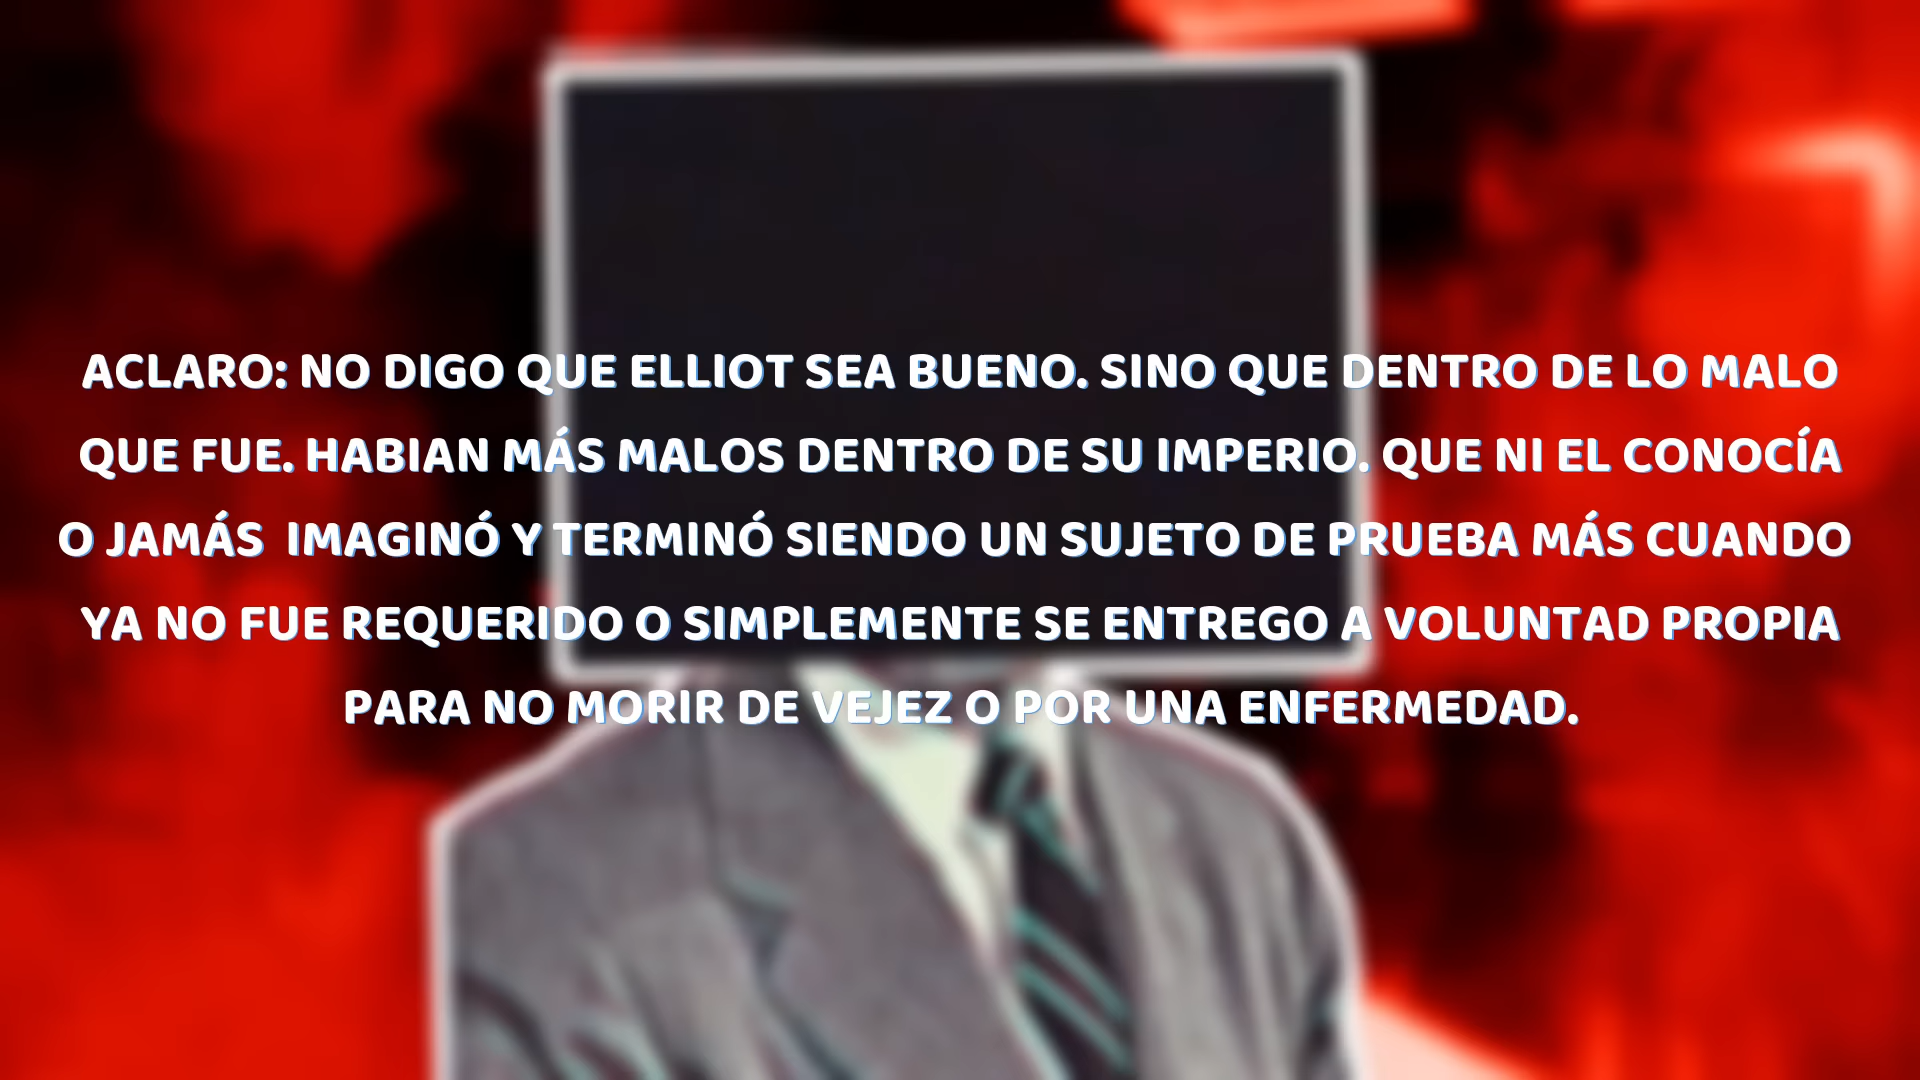 ACLARO: NO DIGO QUE ELLIOT SEA BUENO. SINO QUE DENTRO DE LO MALO
QUE FUE. HABIAN MÁS MALOS DENTRO DE SU IMPERIO. QUE NI EL CONOCÍA
O JAMÁS  IMAGINÓ Y TERMINÓ SIENDO UN SUJETO DE PRUEBA MÁS CUANDO
YA NO FUE REQUERIDO O SIMPLEMENTE SE ENTREGO A VOLUNTAD PROPIA
PARA NO MORIR DE VEJEZ O POR UNA ENFERMEDAD.